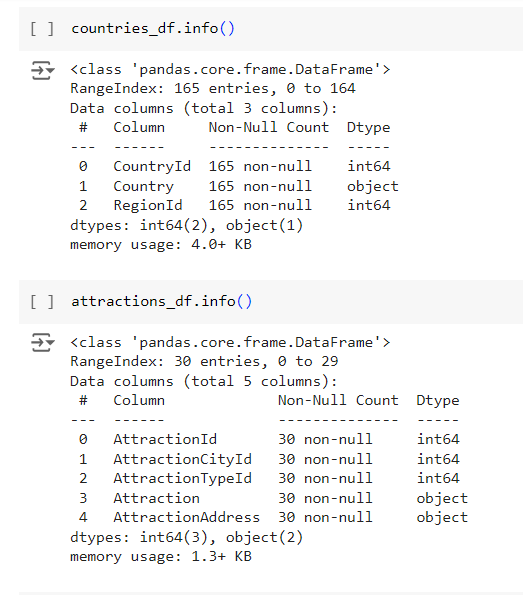 [ ] countries_df.info()
<class 'pandas.core.frame.DataFrame'>
RangeIndex: 165 entries, 0 to 164
Data columns (total 3 columns):
 #   Column     Non-Null Count  Dtype
---  ------     --------------  -----
 0   CountryId  165 non-null    int64
 1   Country    165 non-null    object
 2   RegionId   165 non-null    int64
dtypes: int64(2), object(1)
memory usage: 4.0+ KB
[ ] attractions_df.info()
<class 'pandas.core.frame.DataFrame'>
RangeIndex: 30 entries, 0 to 29
Data columns (total 5 columns):
 #   Column             Non-Null Count  Dtype
---  ------             --------------  -----
 0   AttractionId       30 non-null     int64
 1   AttractionCityId   30 non-null     int64
 2   AttractionTypeId   30 non-null     int64
 3   Attraction         30 non-null     object
 4   AttractionAddress  30 non-null     object
dtypes: int64(3), object(2)
memory usage: 1.3+ KB